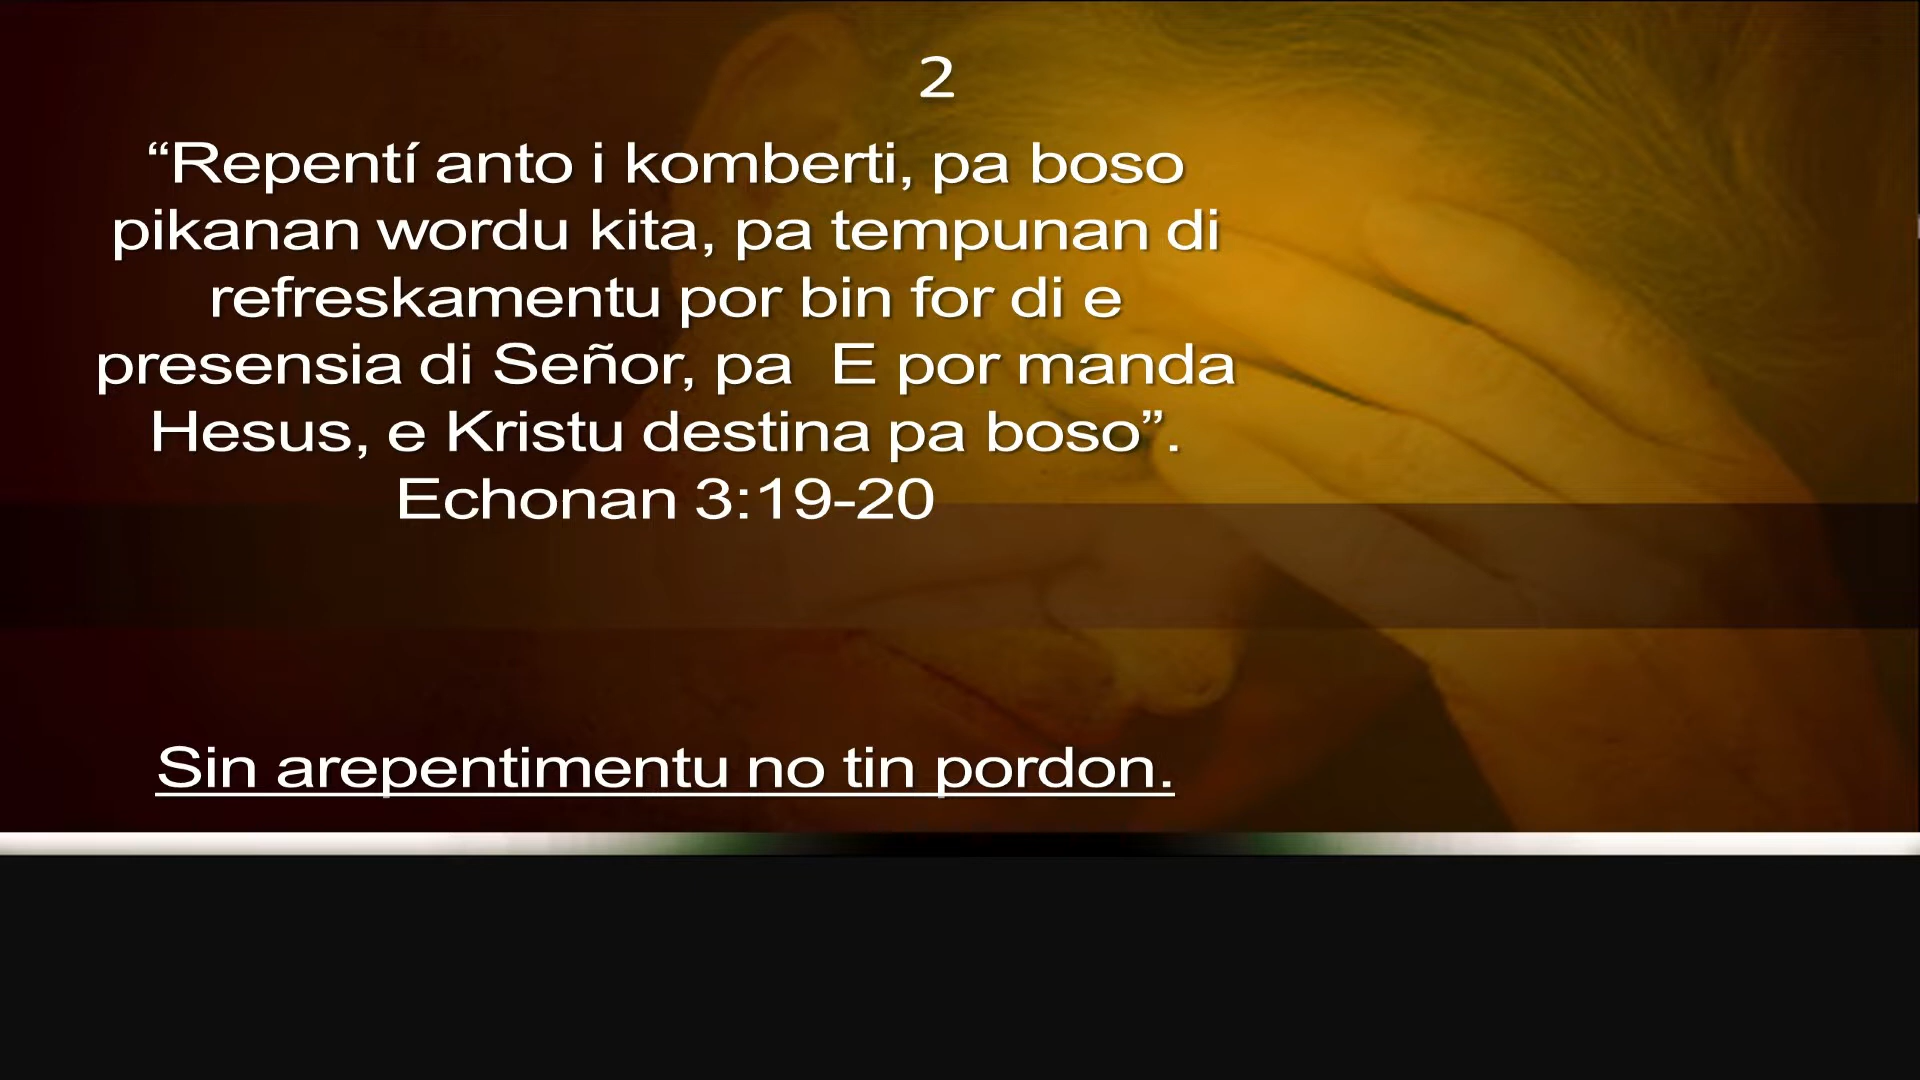 2
“Repentí anto i komberti, pa boso
pikanan wordu kita, pa tempunan di
refreskamentu por bin for di e
presensia di Señor, pa  E por manda
Hesus, e Kristu destina pa boso”.
Echonan 3:19-20
Sin arepentimentu no tin pordon.